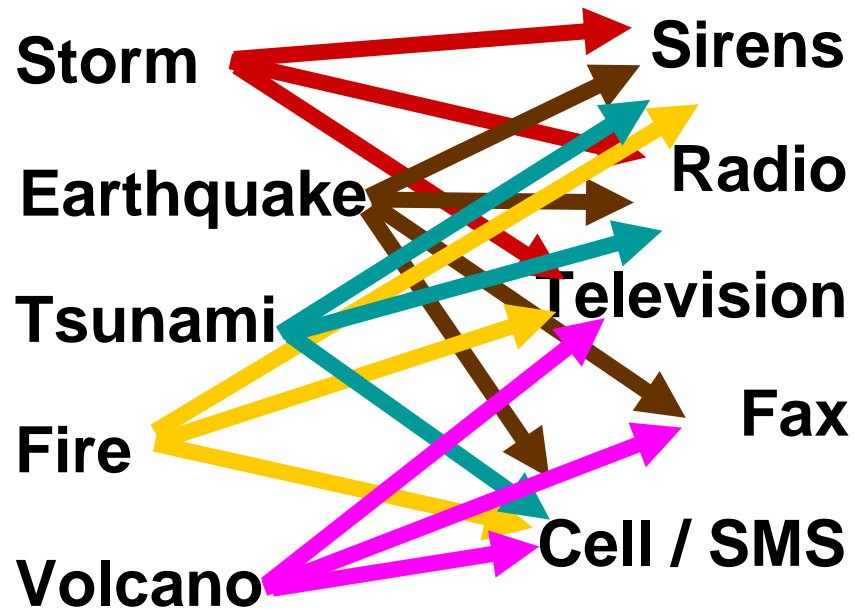 Storm
Earthquake
Tsunami
Fire
Volcano
Sirens
Radio
Television
Fax
Cell / SMS